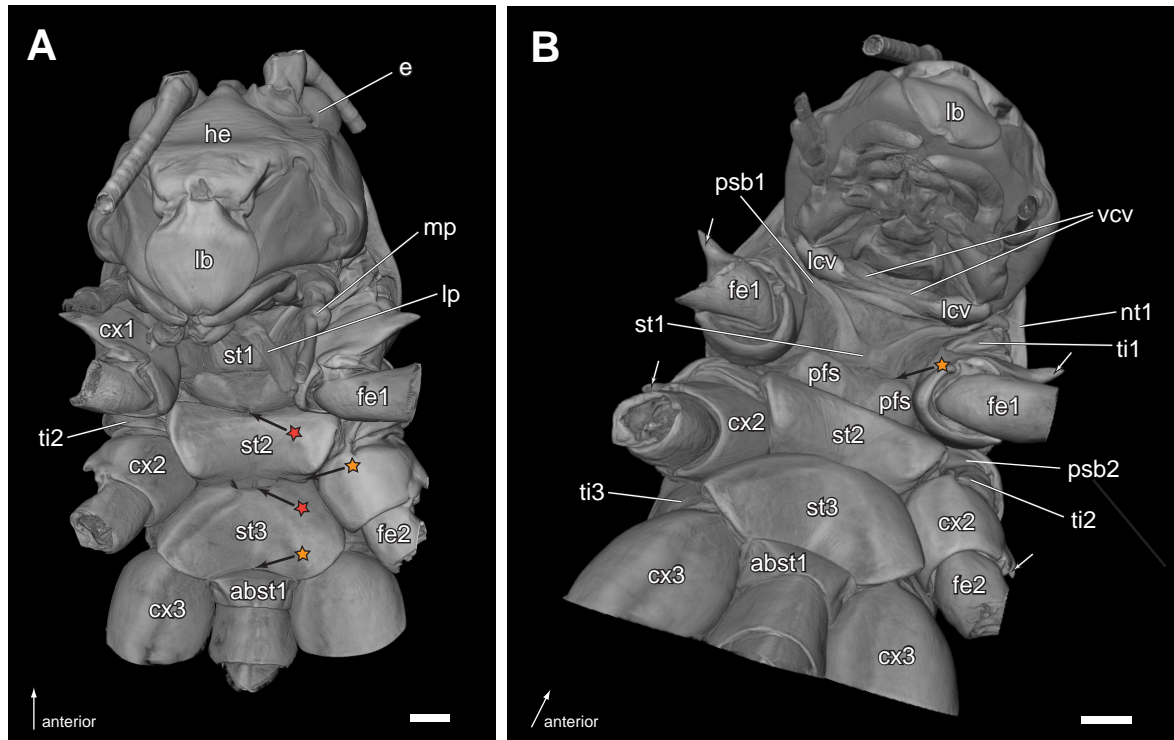 A
e
he
mp
lb
lp
cx1
st1
fe1
ti2
st2
cx2
st3
fe2
abst1
cx3
anterior
B
lb
psb1
vcv
lcv
fe1
lcv
nt1
st1
ti1
pfs
pfs
fe1
cx2
st2
psb2
ti3
st3
cx2
ti2
abst1
cx3
fe2
cx3
anterior